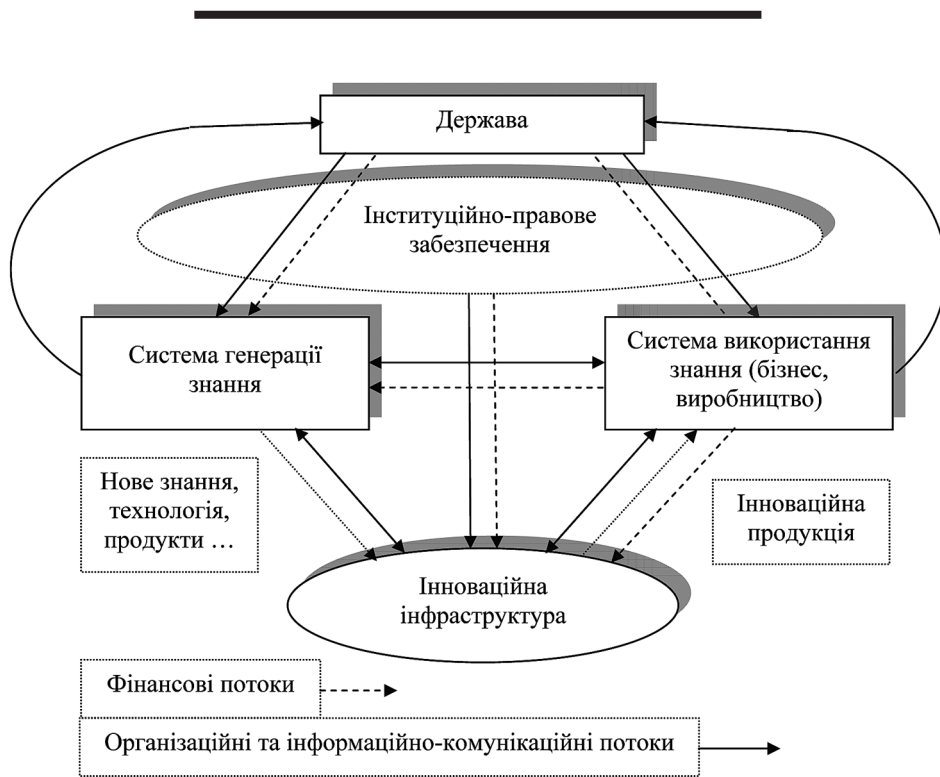 Держава
Інституційно-правове
забезпечення
Система генерації
знання
Система використання
знання (бізнес,
виробництво)
Нове знання,
технологія,
продукти …
Інноваційна
продукція
Інноваційна
інфраструктура
Фінансові потоки
Організаційні та інформаційно-комунікаційні потоки